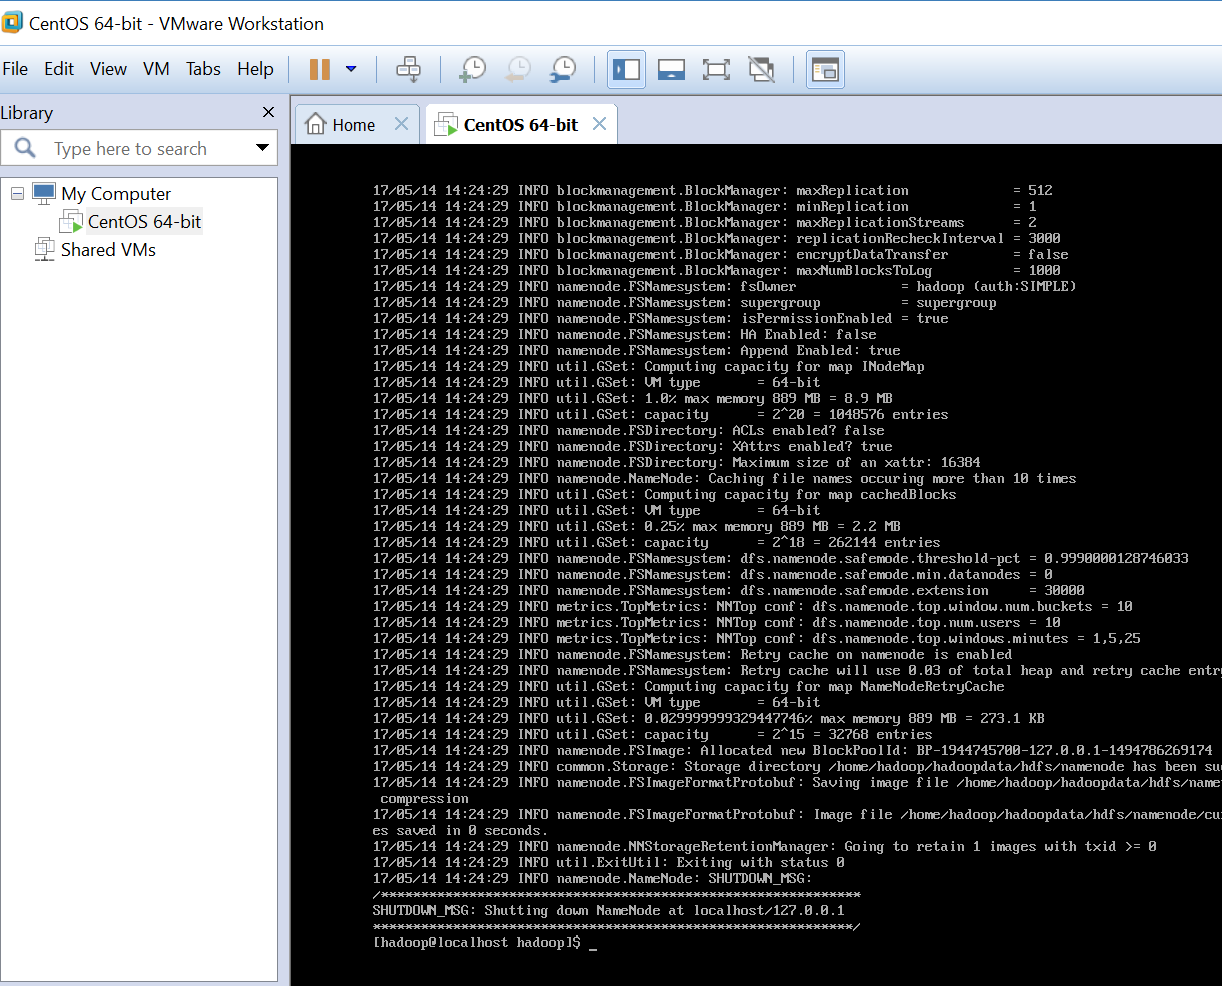 CentOS 64-bit - VMware Workstation
File Edit View VM Tabs Help
Library
Type here to search
My Computer
CentOS 64-bit
Shared VMs
Home
CentOS 64-bit
17/05/14 14:24:29 INFO blockmanagement.BlockManager: maxReplication             = 512
17/05/14 14:24:29 INFO blockmanagement.BlockManager: minReplication             = 1
17/05/14 14:24:29 INFO blockmanagement.BlockManager: maxReplicationStreams      = 2
17/05/14 14:24:29 INFO blockmanagement.BlockManager: replicationRecheckInterval = 3000
17/05/14 14:24:29 INFO blockmanagement.BlockManager: encryptDataTransfer        = false
17/05/14 14:24:29 INFO blockmanagement.BlockManager: maxNumBlocksToLog          = 1000
17/05/14 14:24:29 INFO namenode.FSNamesystem: fsOwner             = hadoop (auth:SIMPLE)
17/05/14 14:24:29 INFO namenode.FSNamesystem: supergroup          = supergroup
17/05/14 14:24:29 INFO namenode.FSNamesystem: isPermissionEnabled = true
17/05/14 14:24:29 INFO namenode.FSNamesystem: HA Enabled: false
17/05/14 14:24:29 INFO namenode.FSNamesystem: Append Enabled: true
17/05/14 14:24:29 INFO util.GSet: Computing capacity for map INodeMap
17/05/14 14:24:29 INFO util.GSet: VM type       = 64-bit
17/05/14 14:24:29 INFO util.GSet: 1.0% max memory 889 MB = 8.9 MB
17/05/14 14:24:29 INFO util.GSet: capacity      = 2^20 = 1048576 entries
17/05/14 14:24:29 INFO namenode.FSDirectory: ACLs enabled? false
17/05/14 14:24:29 INFO namenode.FSDirectory: XAttrs enabled? true
17/05/14 14:24:29 INFO namenode.FSDirectory: Maximum size of an xattr: 16384
17/05/14 14:24:29 INFO namenode.NameNode: Caching file names occuring more than 10 times
17/05/14 14:24:29 INFO util.GSet: Computing capacity for map cachedBlocks
17/05/14 14:24:29 INFO util.GSet: VM type       = 64-bit
17/05/14 14:24:29 INFO util.GSet: 0.25% max memory 889 MB = 2.2 MB
17/05/14 14:24:29 INFO util.GSet: capacity      = 2^18 = 262144 entries
17/05/14 14:24:29 INFO namenode.FSNamesystem: dfs.namenode.safemode.threshold-pct = 0.9990000128746033
17/05/14 14:24:29 INFO namenode.FSNamesystem: dfs.namenode.safemode.min.datanodes = 0
17/05/14 14:24:29 INFO namenode.FSNamesystem: dfs.namenode.safemode.extension     = 30000
17/05/14 14:24:29 INFO metrics.TopMetrics: NNTop conf: dfs.namenode.top.window.num.buckets = 10
17/05/14 14:24:29 INFO metrics.TopMetrics: NNTop conf: dfs.namenode.top.num.users = 10
17/05/14 14:24:29 INFO metrics.TopMetrics: NNTop conf: dfs.namenode.top.windows.minutes = 1,5,25
17/05/14 14:24:29 INFO namenode.FSNamesystem: Retry cache on namenode is enabled
17/05/14 14:24:29 INFO namenode.FSNamesystem: Retry cache will use 0.03 of total heap and retry cache entry
17/05/14 14:24:29 INFO util.GSet: Computing capacity for map NameNodeRetryCache
17/05/14 14:24:29 INFO util.GSet: VM type       = 64-bit
17/05/14 14:24:29 INFO util.GSet: 0.029999999329447746% max memory 889 MB = 273.1 KB
17/05/14 14:24:29 INFO util.GSet: capacity      = 2^15 = 32768 entries
17/05/14 14:24:29 INFO namenode.FSImage: Allocated new BlockPoolId: BP-1944745700-127.0.0.1-1494786269174
17/05/14 14:24:29 INFO common.Storage: Storage directory /home/hadoop/hadoopdata/hdfs/namenode has been su
17/05/14 14:24:29 INFO namenode.FSImageFormatProtobuf: Saving image file /home/hadoop/hadoopdata/hdfs/name
compression
17/05/14 14:24:29 INFO namenode.FSImageFormatProtobuf: Image file /home/hadoop/hadoopdata/hdfs/namenode/cu
es saved in 0 seconds.
17/05/14 14:24:29 INFO namenode.NNStorageRetentionManager: Going to retain 1 images with txid >= 0
17/05/14 14:24:29 INFO util.ExitUtil: Exiting with status 0
17/05/14 14:24:29 INFO namenode.NameNode: SHUTDOWN_MSG:
/************************************************************
SHUTDOWN_MSG: Shutting down NameNode at localhost/127.0.0.1
************************************************************/
[hadoop@localhost hadoop]$ _